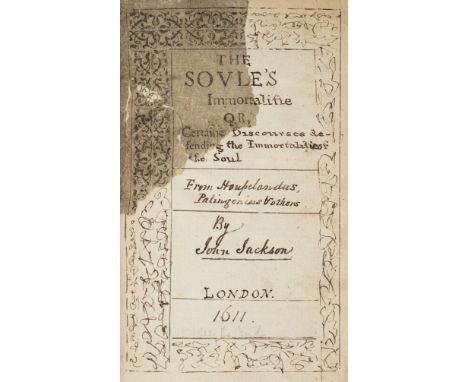 THE
SOVLE'S
Immortalitie
OR,
Certaine Discourses de-
fending the Immortalitie of
the Soul
From Houpelandus,
Palingenius & others
By
John Jackson
LONDON.
1611.